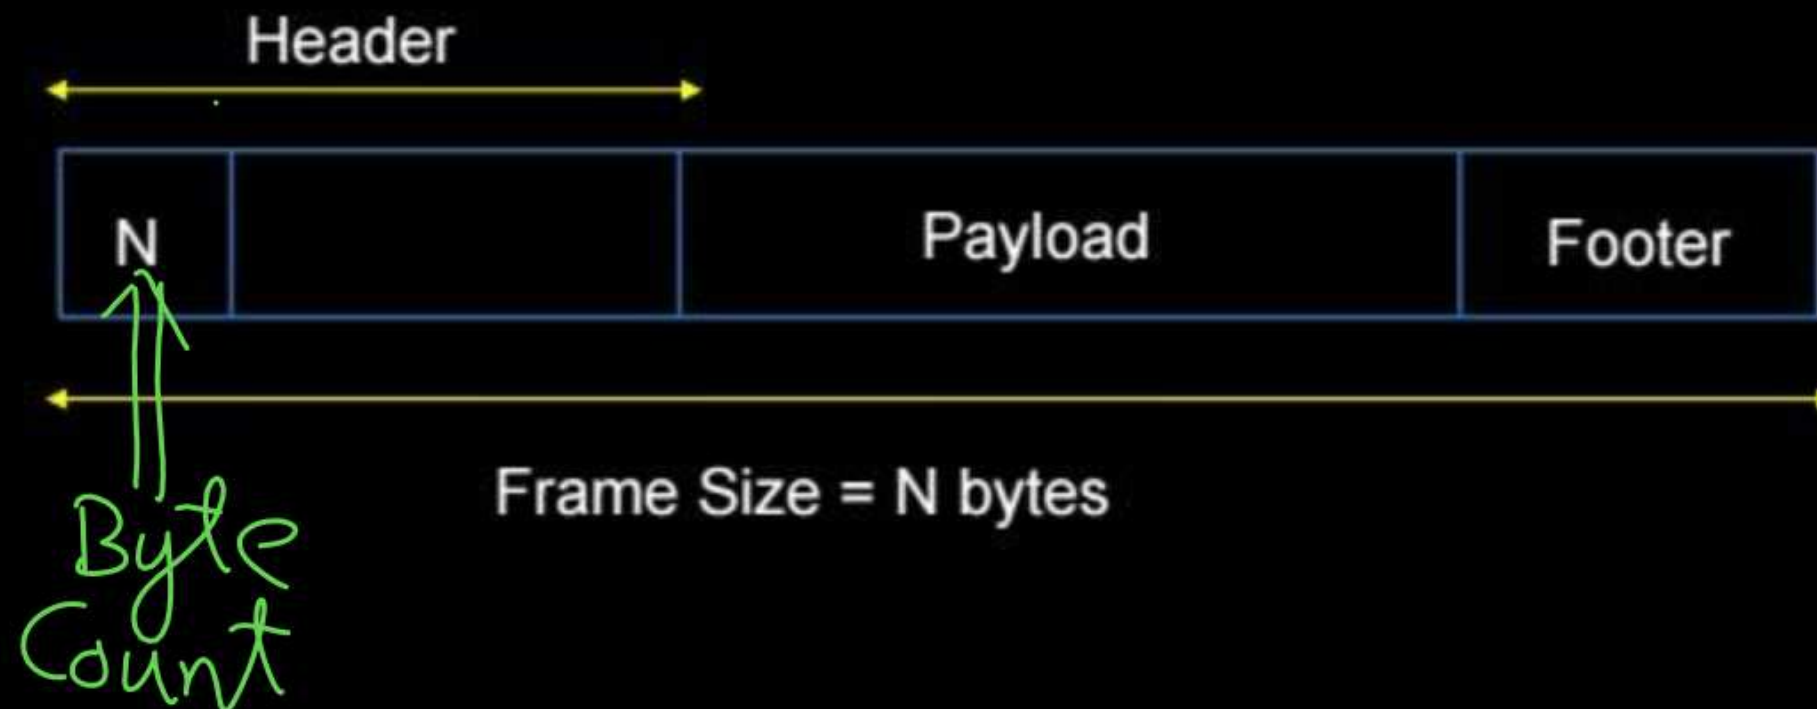 Header
N
Payload
Footer
Frame Size = N bytes
Byte
Count